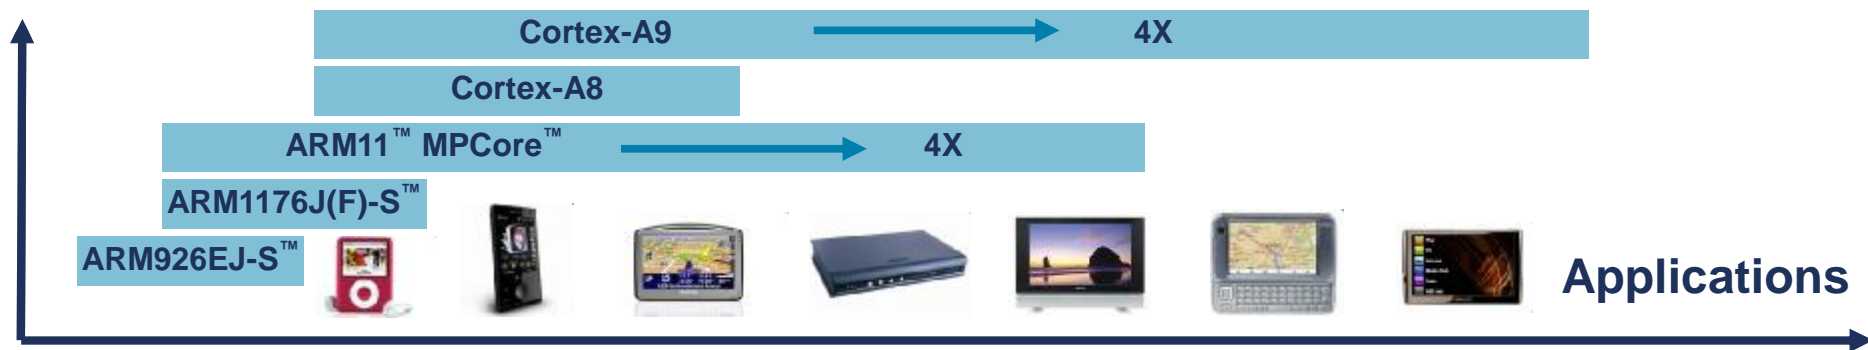 Cortex-A9 4X
Cortex-A8
ARM11™ MPCore™ 4X
ARM1176J(F)-S™
ARM926EJ-S™
Applications